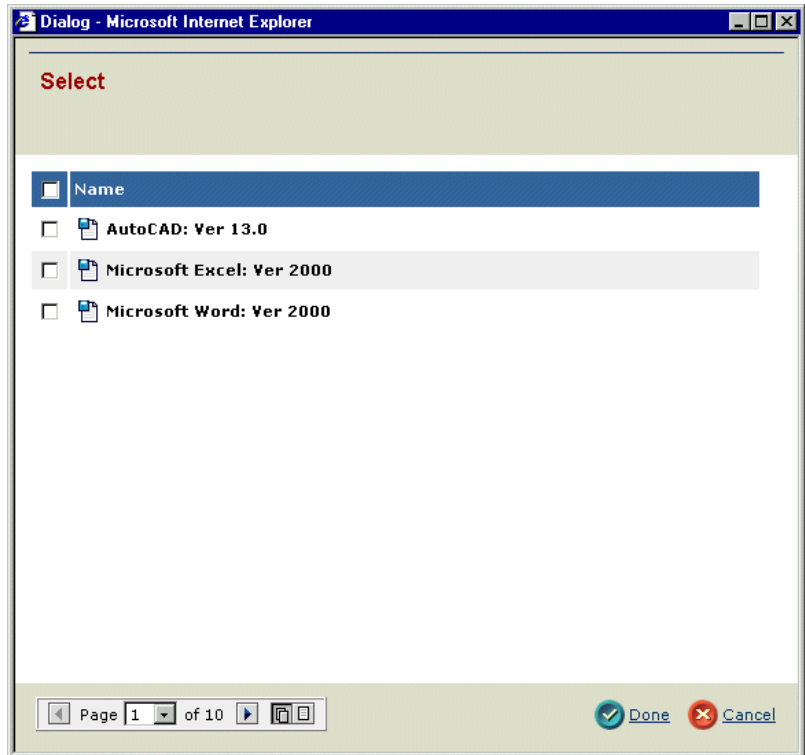 Dialog - Microsoft Internet Explorer
Select
Name
AutoCAD: Ver 13.0
Microsoft Excel: Ver 2000
Microsoft Word: Ver 2000
Page 1 of 10 Done Cancel